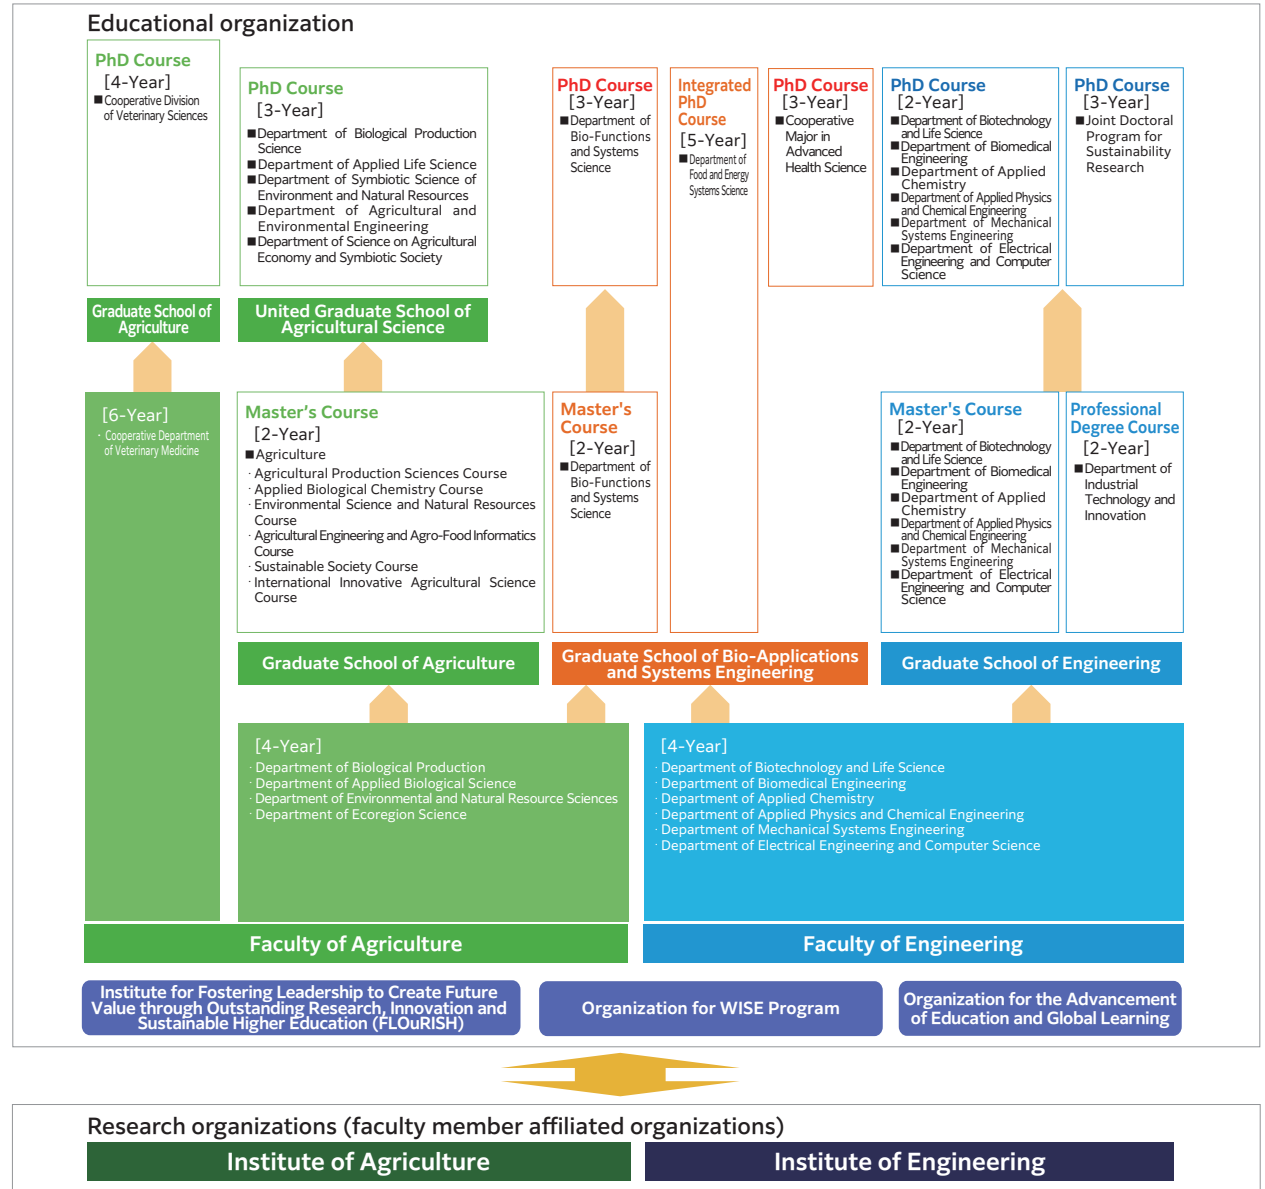 Educational organization
PhD Course
[4-Year]
■ Cooperative Division
of Veterinary Sciences
PhD Course
[3-Year]
■ Department of Biological Production
Science
■ Department of Applied Life Science
■ Department of Symbiotic Science of
Environment and Natural Resources
■ Department of Agricultural and
Environmental Engineering
■ Department of Science on Agricultural
Economy and Symbiotic Society
PhD Course
[3-Year]
■ Department of
Bio-Functions
and Systems
Science
Integrated
PhD
Course
[5-Year]
■ Department of
Food and Energy
Systems Science
PhD Course
[3-Year]
■ Cooperative
Major in
Advanced
Health Science
PhD Course
[2-Year]
■ Department of Biotechnology
and Life Science
■ Department of Biomedical
Engineering
■ Department of Applied
Chemistry
■ Department of Applied Physics
and Chemical Engineering
■ Department of Mechanical
Systems Engineering
■ Department of Electrical
Engineering and Computer
Science
PhD Course
[3-Year]
■ Joint Doctoral
Program for
Sustainability
Research
Graduate School of
Agriculture
United Graduate School of
Agricultural Science
[6-Year]
· Cooperative Department
of Veterinary Medicine
Master's Course
[2-Year]
■ Agriculture
· Agricultural Production Sciences Course
· Applied Biological Chemistry Course
· Environmental Science and Natural Resources
Course
· Agricultural Engineering and Agro-Food Informatics
Course
· Sustainable Society Course
· International Innovative Agricultural Science
Course
Master's
Course
[2-Year]
■ Department of
Bio-Functions
and Systems
Science
Master's Course
[2-Year]
■ Department of Biotechnology
and Life Science
■ Department of Biomedical
Engineering
■ Department of Applied
Chemistry
■ Department of Applied Physics
and Chemical Engineering
■ Department of Mechanical
Systems Engineering
■ Department of Electrical
Engineering and Computer
Science
Professional
Degree Course
[2-Year]
■ Department of
Industrial
Technology and
Innovation
Graduate School of Agriculture
Graduate School of Bio-Applications
and Systems Engineering
Graduate School of Engineering
[4-Year]
· Department of Biological Production
· Department of Applied Biological Science
· Department of Environmental and Natural Resource Sciences
· Department of Ecoregion Science
[4-Year]
· Department of Biotechnology and Life Science
· Department of Biomedical Engineering
· Department of Applied Chemistry
· Department of Applied Physics and Chemical Engineering
· Department of Mechanical Systems Engineering
· Department of Electrical Engineering and Computer Science
Faculty of Agriculture
Faculty of Engineering
Institute for Fostering Leadership to Create Future
Value through Outstanding Research, Innovation and
Sustainable Higher Education (FLOuRISH)
Organization for WISE Program
Organization for the Advancement
of Education and Global Learning
Research organizations (faculty member affiliated organizations)
Institute of Agriculture
Institute of Engineering